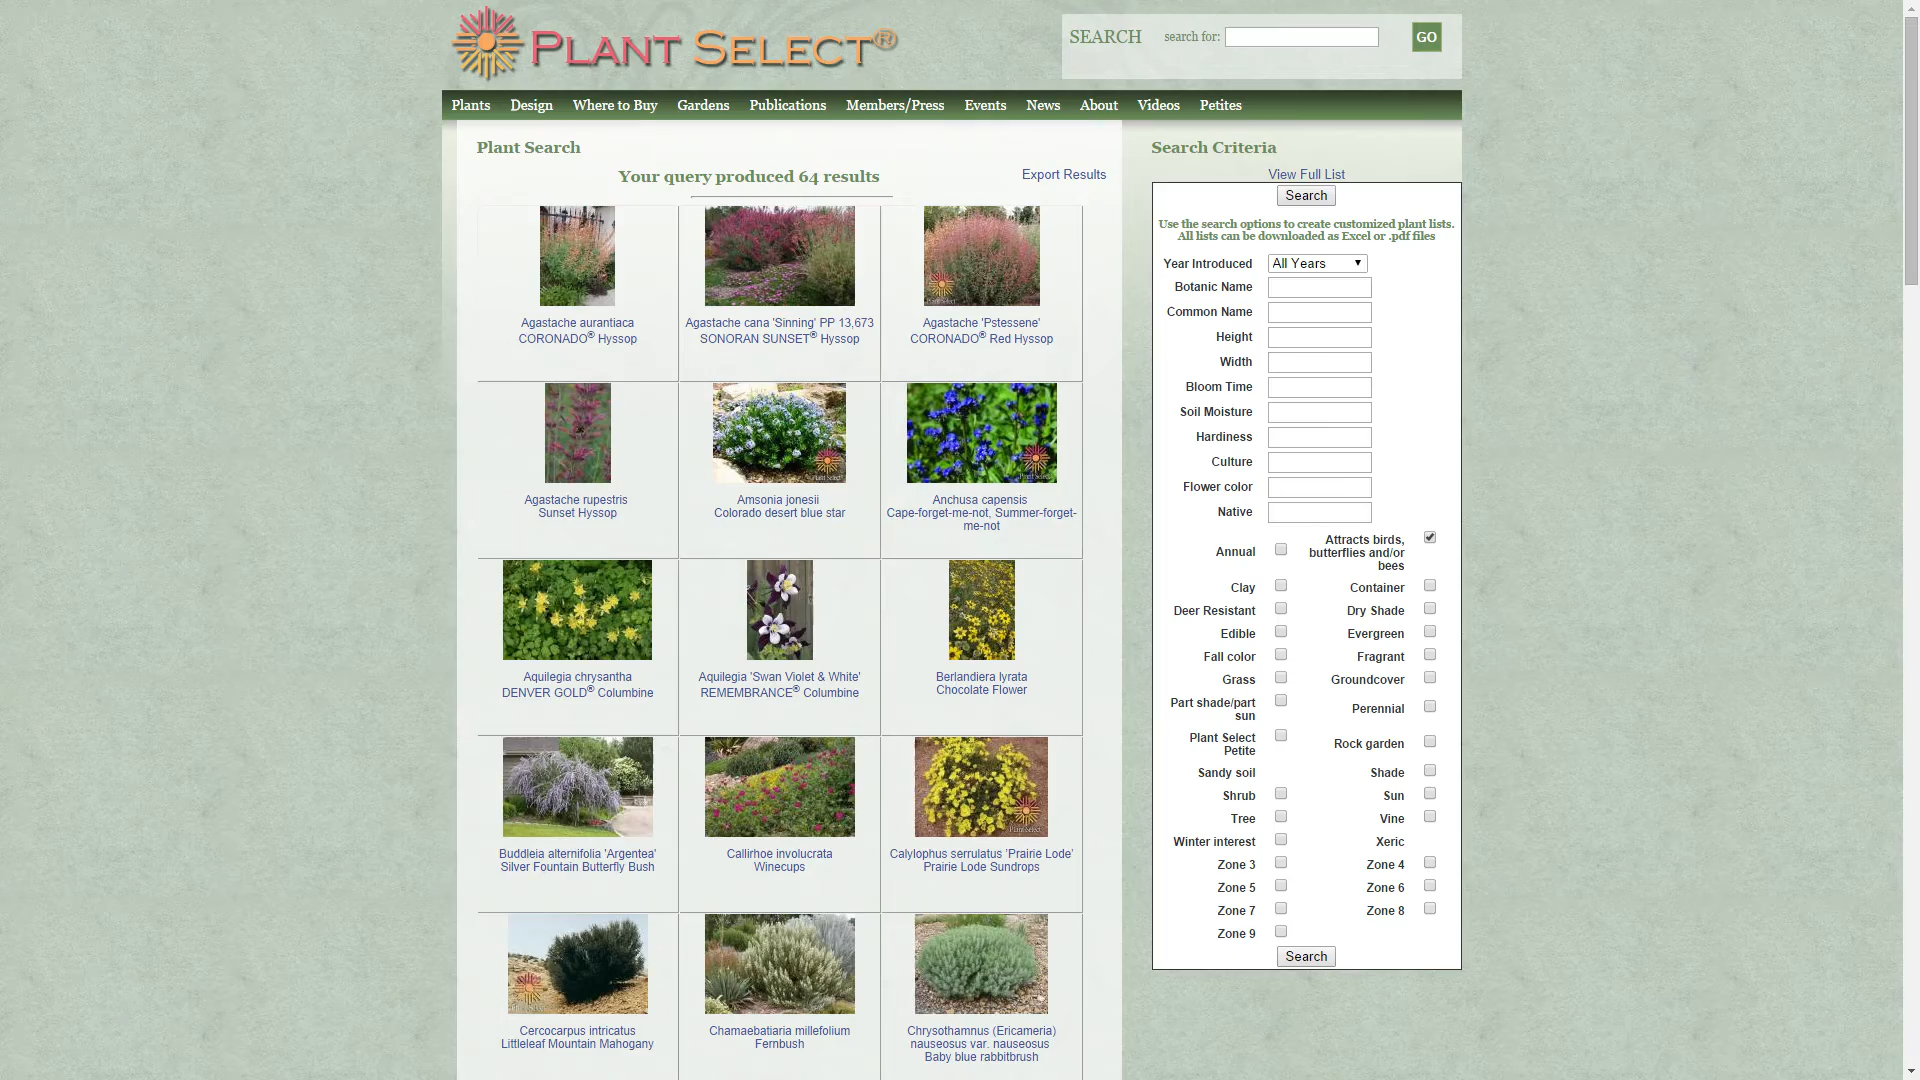 PLANT SELECT®
SEARCH search for: GO
Plants Design Where to Buy Gardens Publications Members/Press Events News About Videos Petites
Plant Search
Your query produced 64 results
Export Results
Agastache aurantiaca
CORONADO® Hyssop
Agastache cana 'Sinning' PP 13,673
SONORAN SUNSET® Hyssop
Agastache 'Pstessene'
CORONADO® Red Hyssop
Agastache rupestris
Sunset Hyssop
Amsonia jonesii
Colorado desert blue star
Anchusa capensis
Cape-forget-me-not, Summer-forget-
me-not
Aquilegia chrysantha
DENVER GOLD® Columbine
Aquilegia 'Swan Violet & White'
REMEMBRANCE® Columbine
Berlandiera lyrata
Chocolate Flower
Buddleia alternifolia 'Argentea'
Silver Fountain Butterfly Bush
Callirhoe involucrata
Winecups
Calylophus serrulatus 'Prairie Lode'
Prairie Lode Sundrops
Cercocarpus intricatus
Littleleaf Mountain Mahogany
Chamaebatiaria millefolium
Fernbush
Chrysothamnus (Ericameria)
nauseosus var. nauseosus
Baby blue rabbitbrush
Search Criteria
View Full List
Search
Use the search options to create customized plant lists.
All lists can be downloaded as Excel or .pdf files
Year Introduced All Years
Botanic Name
Common Name
Height
Width
Bloom Time
Soil Moisture
Hardiness
Culture
Flower color
Native
Annual
Attracts birds,
butterflies and/or
bees
Clay Container
Deer Resistant Dry Shade
Edible Evergreen
Fall color Fragrant
Grass Groundcover
Part shade/part
sun
Perennial
Plant Select
Petite
Rock garden
Sandy soil Shade
Shrub Sun
Tree Vine
Winter interest Xeric
Zone 3 Zone 4
Zone 5 Zone 6
Zone 7 Zone 8
Zone 9
Search